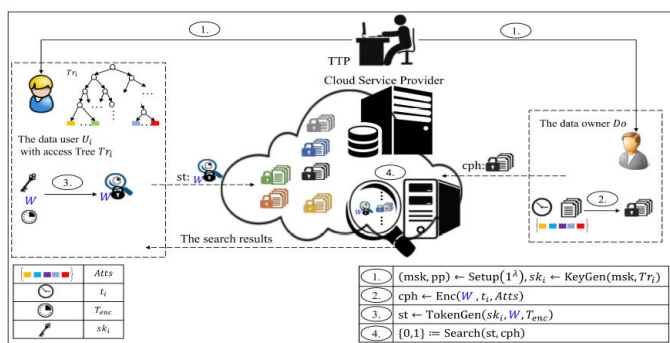 1.
1.
TTP
Cloud Service Provider
Tr_i
The data user U_i
with access Tree Tr_i
3.
W
W
st: W
The search results
4.
W
cph:
The data owner Do
2.
Atts
t_i
T_enc
sk_i
1. (msk, pp) ← Setup(1^λ), sk_i ← KeyGen(msk, Tr_i)
2. cph ← Enc(W, t_i, Atts)
3. st ← TokenGen(sk_i, W, T_enc)
4. {0,1} ≔ Search(st, cph)